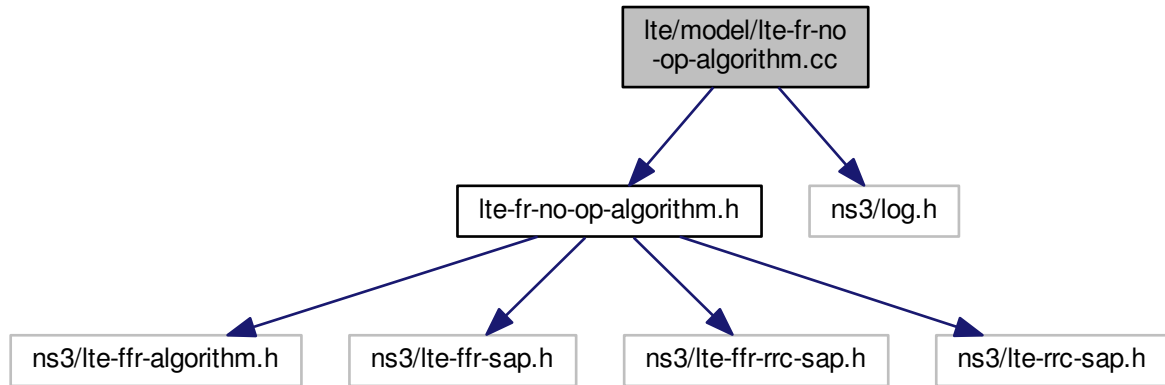 lte/model/lte-fr-no
-op-algorithm.cc
lte-fr-no-op-algorithm.h
ns3/log.h
ns3/lte-ffr-algorithm.h
ns3/lte-ffr-sap.h
ns3/lte-ffr-rrc-sap.h
ns3/lte-rrc-sap.h